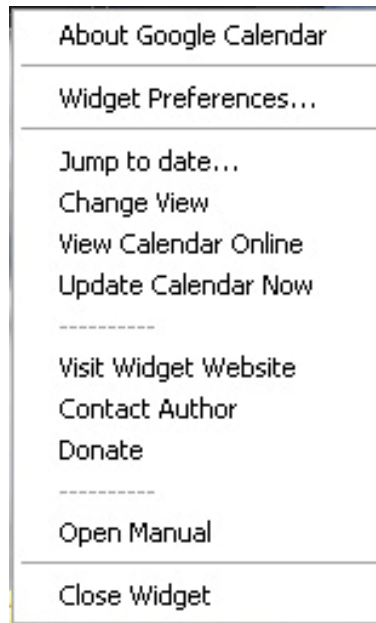 About Google Calendar
Widget Preferences...
Jump to date...
Change View
View Calendar Online
Update Calendar Now
----------
Visit Widget Website
Contact Author
Donate
----------
Open Manual
Close Widget